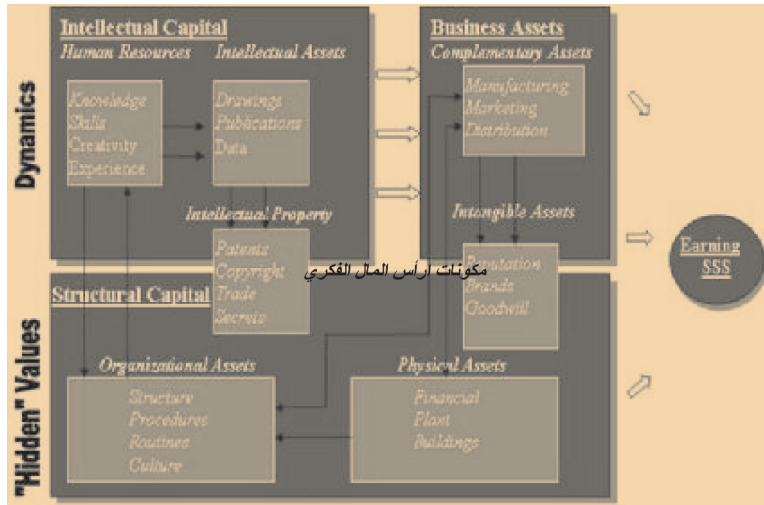 Intellectual Capital
Human Resources
Intellectual Assets
Knowledge
Skills
Creativity
Experience
Drawings
Publications
Data
Intellectual Property
Patents
Copyright
Trade
Secrets
Business Assets
Complementary Assets
Manufacturing
Marketing
Distribution
Intangible Assets
Reputation
Brands
Goodwill
مكونات ارأس المال الفكري
Structural Capital
Organizational Assets
Structure
Procedures
Routines
Culture
Physical Assets
Financial
Plant
Buildings
Earning
$$$
Dynamics
"Hidden" Values